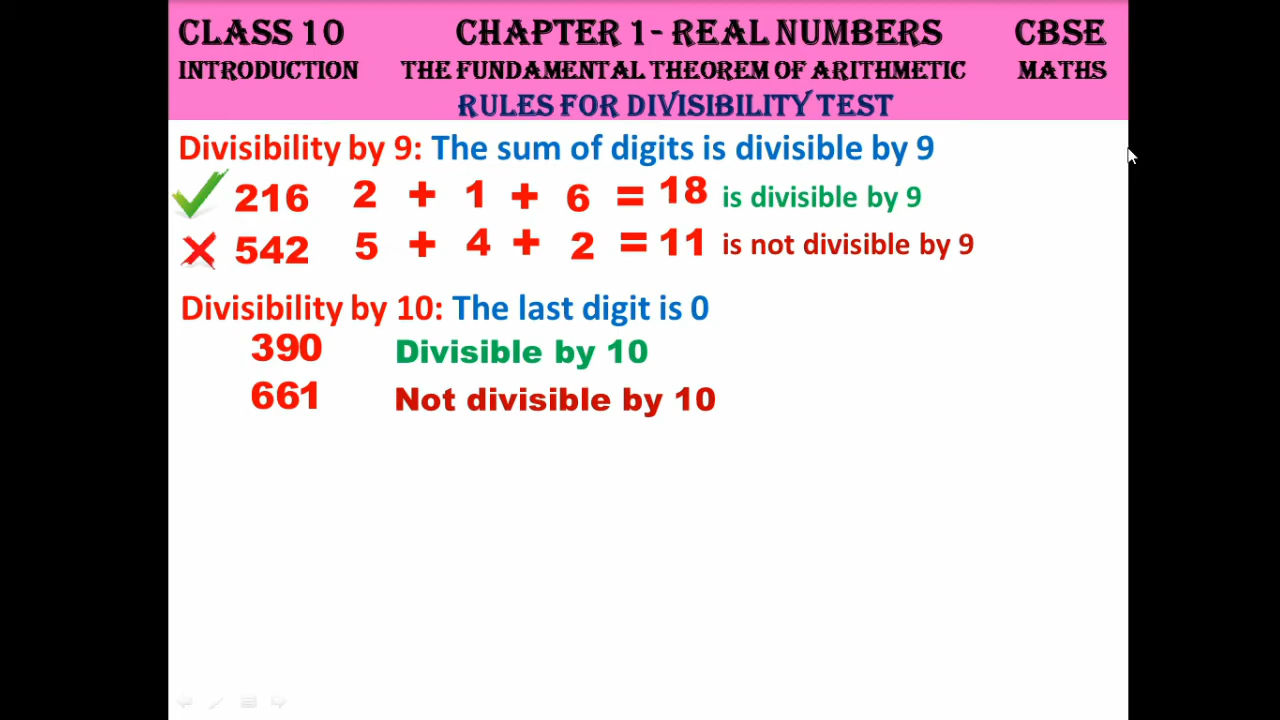 CLASS 10 CHAPTER 1- REAL NUMBERS CBSE
INTRODUCTION THE FUNDAMENTAL THEOREM OF ARITHMETIC MATHS
RULES FOR DIVISIBILITY TEST
Divisibility by 9: The sum of digits is divisible by 9
216 2 + 1 + 6 = 18 is divisible by 9
542 5 + 4 + 2 = 11 is not divisible by 9
Divisibility by 10: The last digit is 0
390 Divisible by 10
661 Not divisible by 10